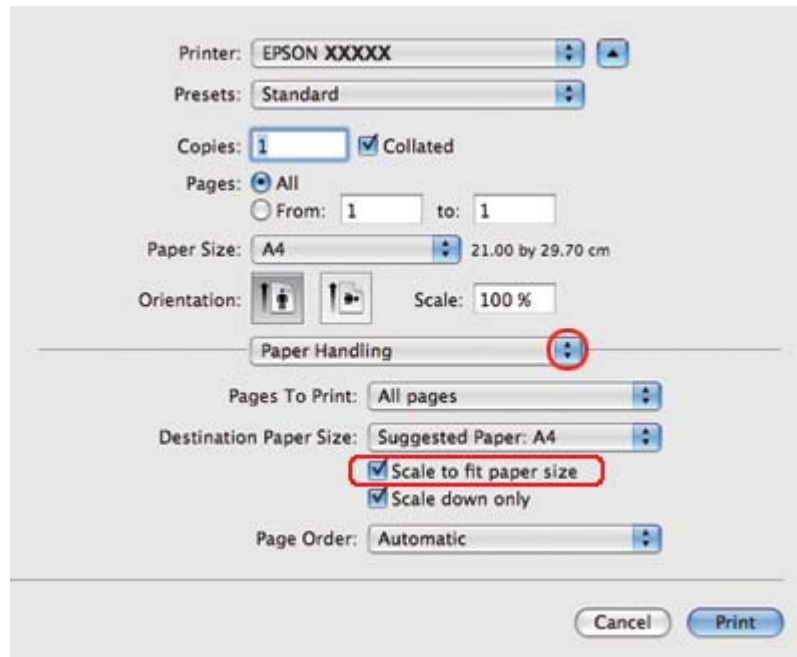 Printer: EPSON XXXXX
Presets: Standard
Copies: 1 Collated
Pages: All
From: 1 to: 1
Paper Size: A4 21.00 by 29.70 cm
Orientation: Scale: 100 %
Paper Handling
Pages To Print: All pages
Destination Paper Size: Suggested Paper: A4
Scale to fit paper size
Scale down only
Page Order: Automatic
Cancel Print